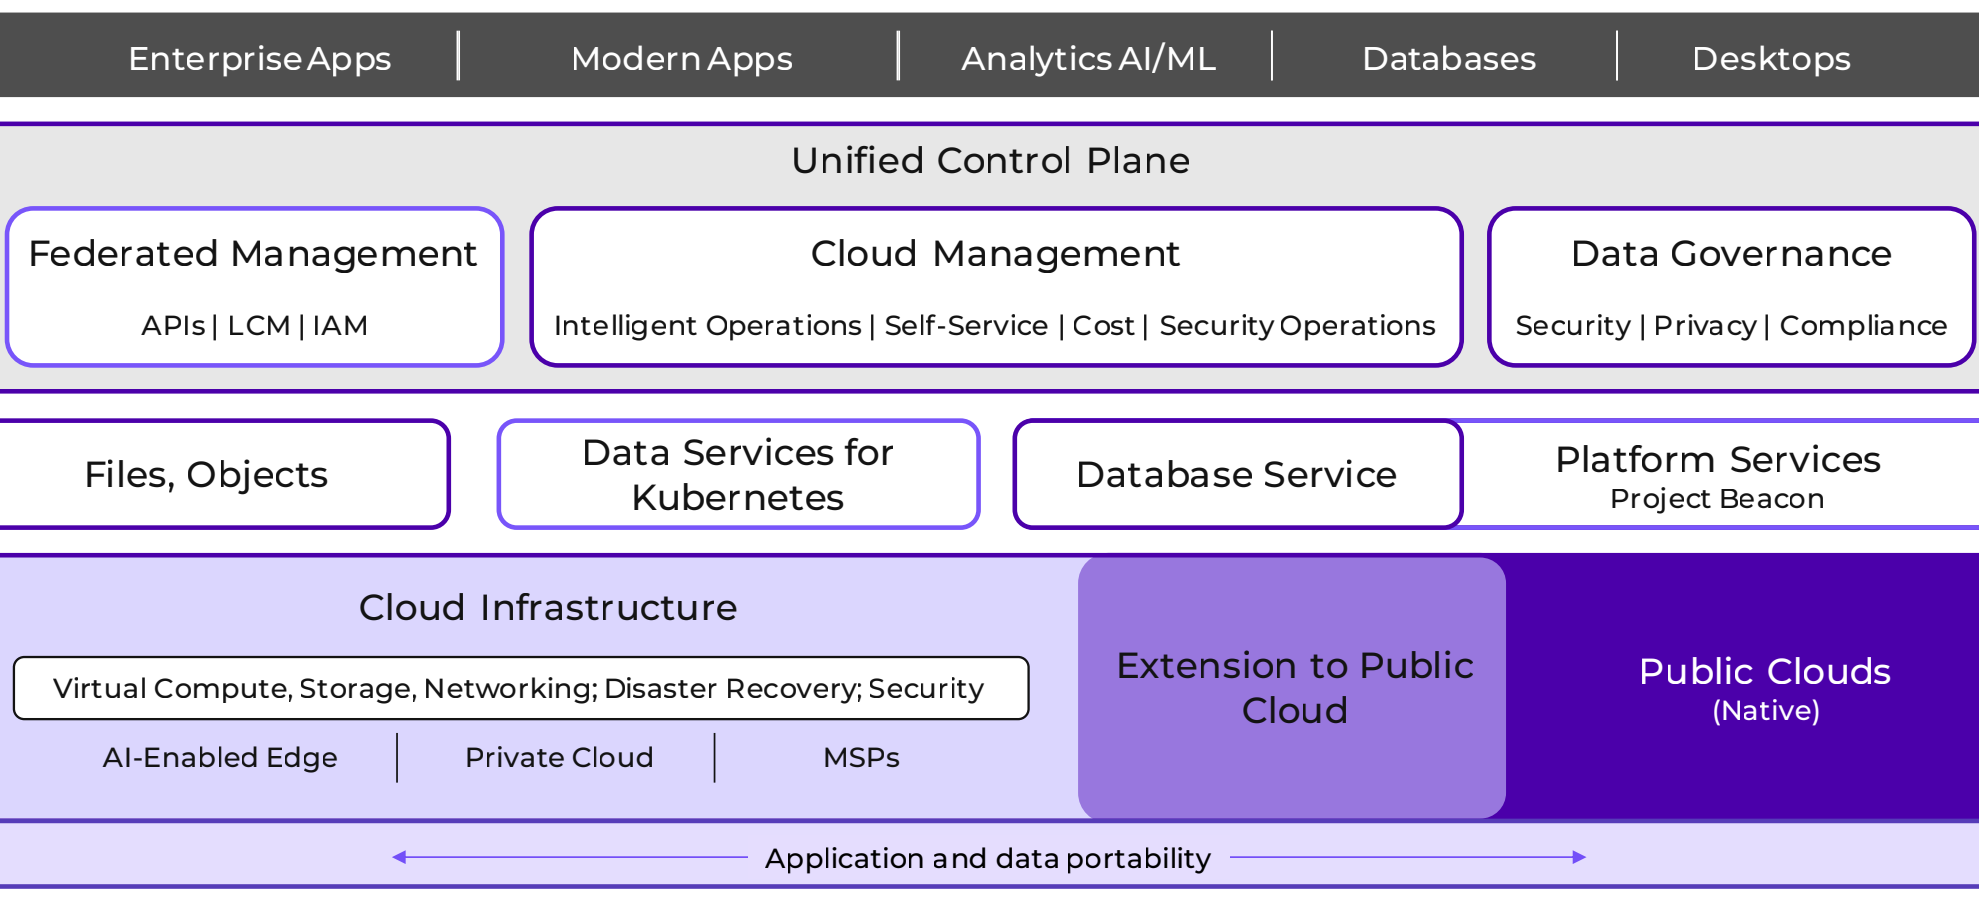 Enterprise Apps | Modern Apps | Analytics AI/ML | Databases | Desktops
Unified Control Plane
Federated Management
APIs | LCM | IAM
Cloud Management
Intelligent Operations | Self-Service | Cost | Security Operations
Data Governance
Security | Privacy | Compliance
Files, Objects
Data Services for
Kubernetes
Database Service
Platform Services
Project Beacon
Cloud Infrastructure
Virtual Compute, Storage, Networking; Disaster Recovery; Security
AI-Enabled Edge | Private Cloud | MSPs
Extension to Public
Cloud
Public Clouds
(Native)
Application and data portability